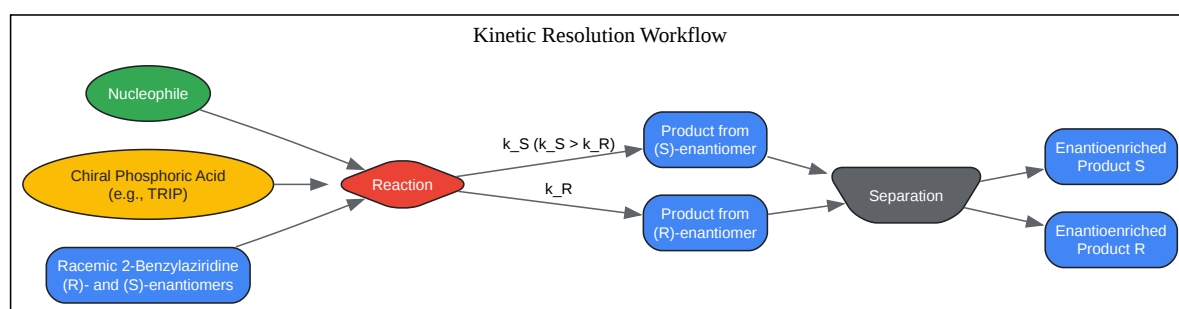 Kinetic Resolution Workflow
Nucleophile
Chiral Phosphoric Acid
(e.g., TRIP)
Racemic 2-Benzylaziridine
(R)- and (S)-enantiomers
Reaction
k_S (k_S > k_R)
k_R
Product from
(S)-enantiomer
Product from
(R)-enantiomer
Separation
Enantioenriched
Product S
Enantioenriched
Product R